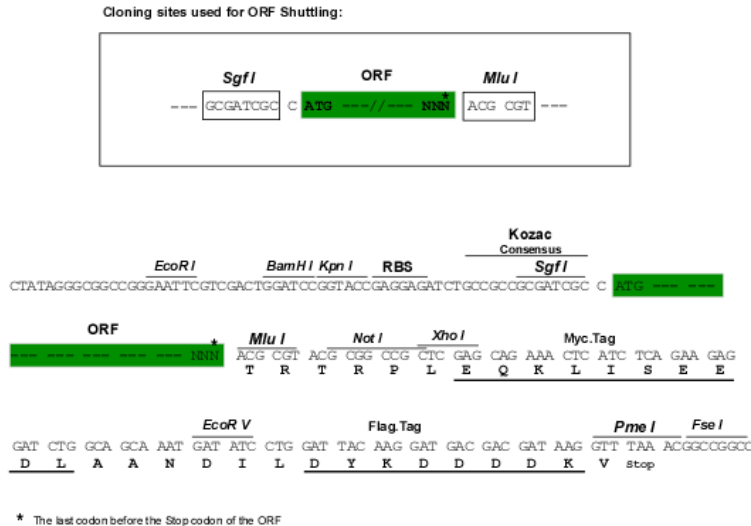 Cloning sites used for ORF Shuttling:
Sgf I ORF Mlu I
--- GCGATCGC C ATG ---//--- NNN* ACG CGT ---
Kozac
Consensus
EcoR I BamH I Kpn I RBS Sgf I
CTATAGGGCGGCCGGGAATTCGTCGACTGGATCCGGTACCGAGGAGATCTGCCGCCGCGATCGC C ATG --- ---
ORF Mlu I Not I Xho I Myc.Tag
--- --- --- --- --- NNN* ACG CGT ACG CGG CCG CTC GAG CAG AAA CTC ATC TCA GAA GAG
T R T R P L E Q K L I S E E
EcoR V Flag.Tag Pme I Fse I
GAT CTG GCA GCA AAT GAT ATC CTG GAT TAC AAG GAT GAC GAC GAT AAG GTT TAA ACGGCCGGCC
D L A A N D I L D Y K D D D D K V Stop
* The last codon before the Stop codon of the ORF